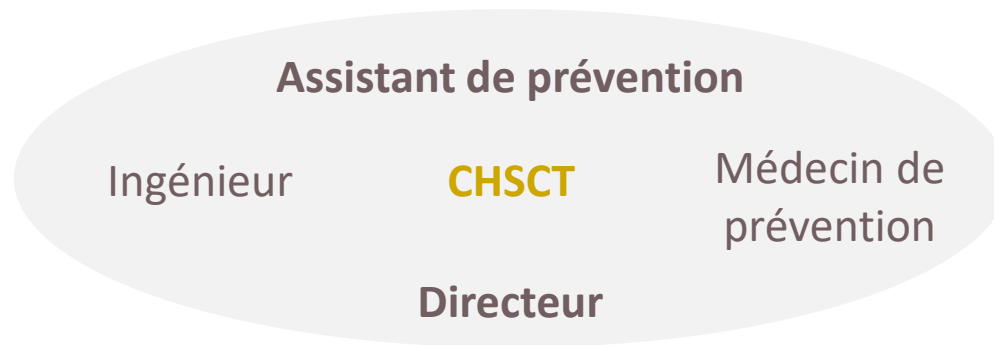 Assistant de prévention
Ingénieur
CHSCT
Médecin de
prévention
Directeur